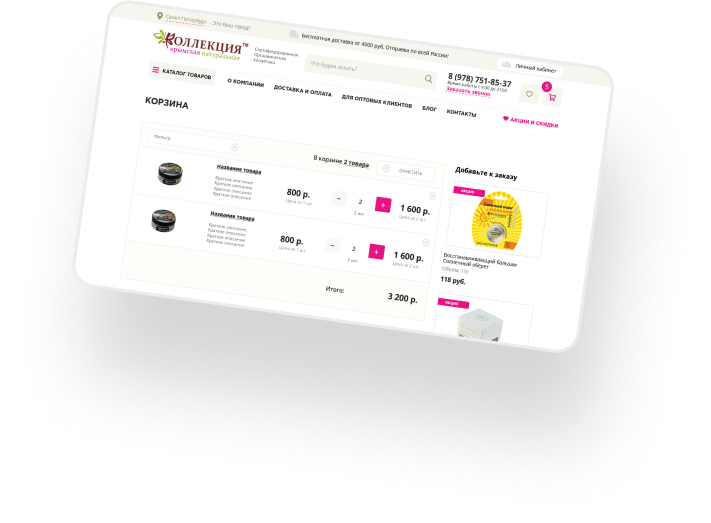 Санкт-Петербург - Это Ваш город?
Бесплатная доставка от 4000 руб. Отправка по всей России!
Личный кабинет
КОЛЛЕКЦИЯ™
крымская натуральная
Сертифицированная
Органическая
Косметика
Что будем искать?
8 (978) 751-85-37
Время работы с 9:00 до 21:00
Заказать звонок
5
КАТАЛОГ ТОВАРОВ
О КОМПАНИИ
ДОСТАВКА И ОПЛАТА
ДЛЯ ОПТОВЫХ КЛИЕНТОВ
БЛОГ
КОНТАКТЫ
АКЦИИ И СКИДКИ
КОРЗИНА
Фильтр
В корзине 2 товара
ОЧИСТИТЬ
Название товара
Краткое описание
Краткое описание
Краткое описание
Краткое описание
800 р.
Цена за 1 шт.
−
2
+
2 шт.
1 600 р.
Цена за 2 шт.
Название товара
Краткое описание
Краткое описание
Краткое описание
Краткое описание
800 р.
Цена за 1 шт.
−
2
+
2 шт.
1 600 р.
Цена за 2 шт.
Итого:
3 200 р.
Добавьте к заказу
АКЦИЯ
Восстанавливающий бальзам
Солнечный оберег
Объем: 15г
118 руб.
АКЦИЯ